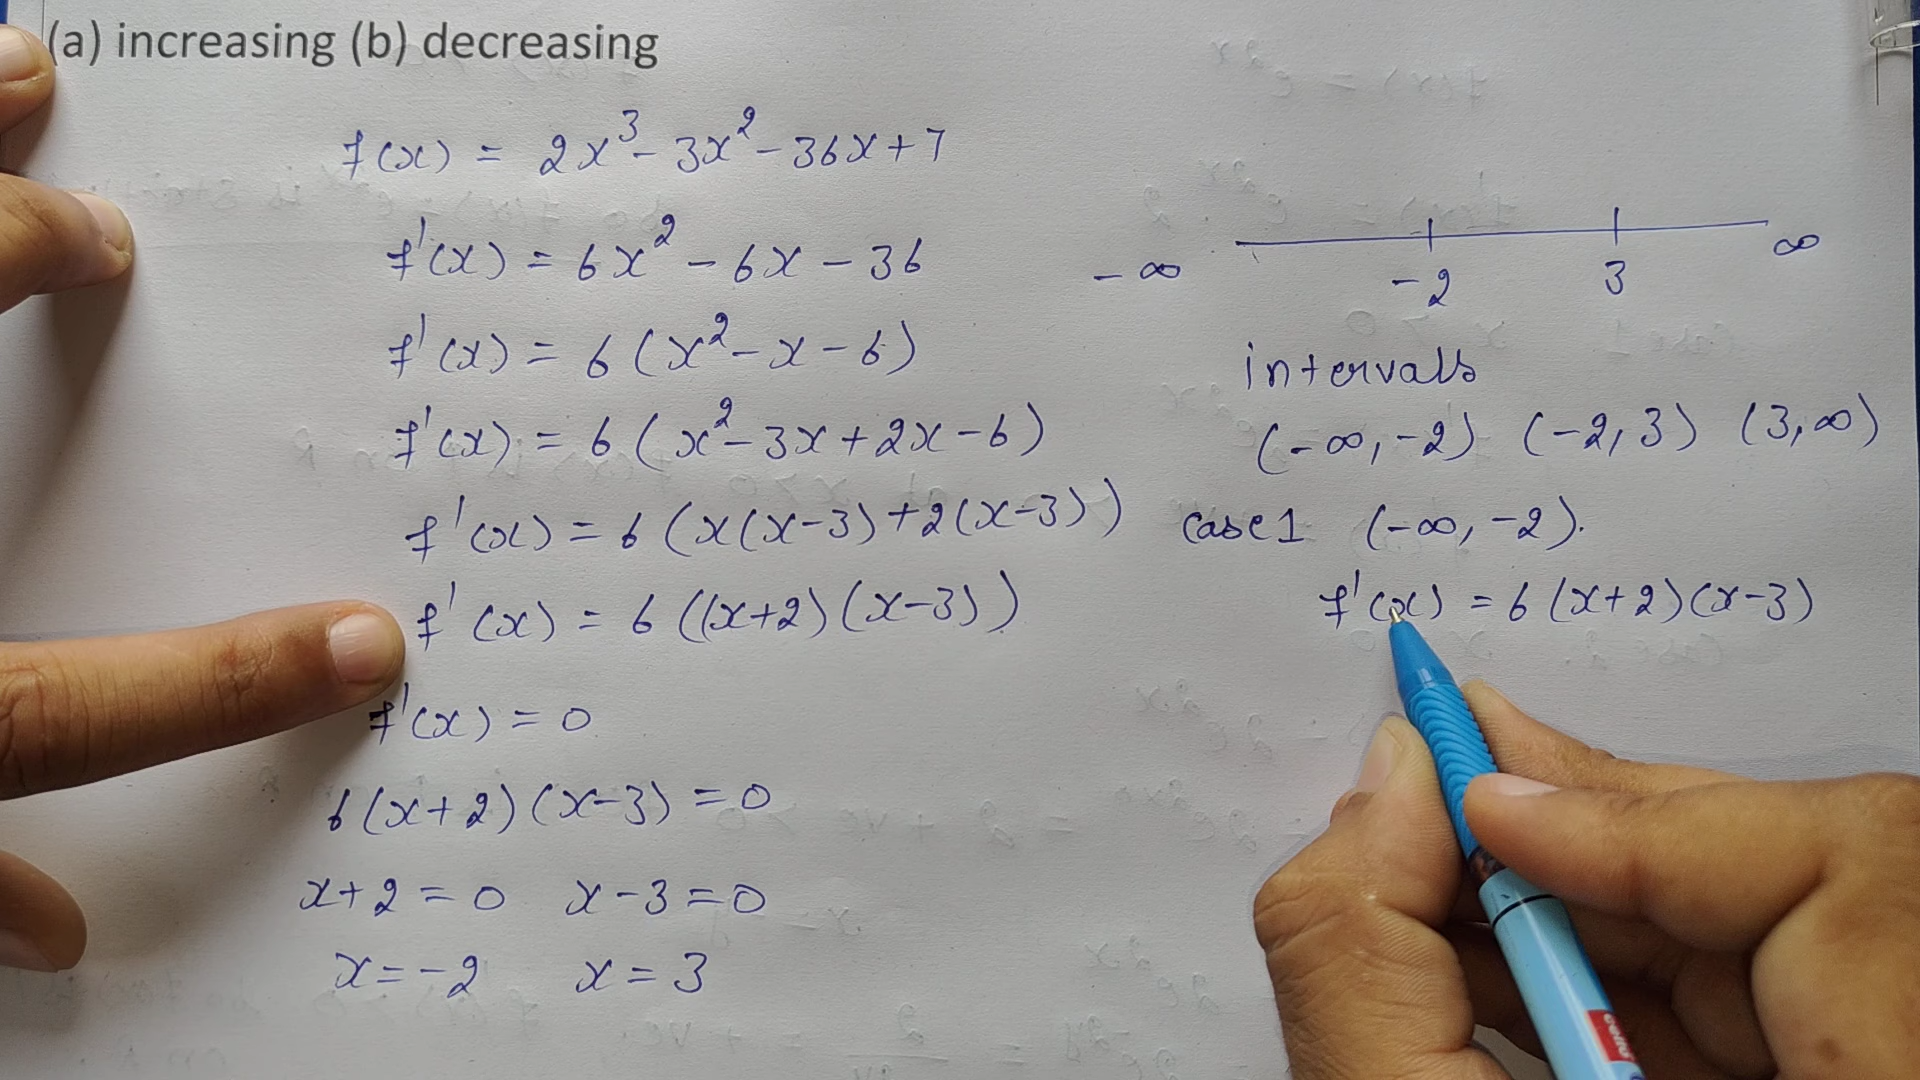 (a) increasing (b) decreasing
f(x) = 2x³ - 3x² - 36x + 7
f'(x) = 6x² - 6x - 36
f'(x) = 6(x² - x - 6)
f'(x) = 6(x² - 3x + 2x - 6)
f'(x) = 6(x(x-3) + 2(x-3))
f'(x) = 6((x+2)(x-3))
f'(x) = 0
6(x+2)(x-3) = 0
x+2 = 0 x-3 = 0
x = -2 x = 3
-∞ -2 3 ∞
intervals
(-∞, -2) (-2, 3) (3, ∞)
case 1 (-∞, -2).
f'(x) = 6(x+2)(x-3)
cello